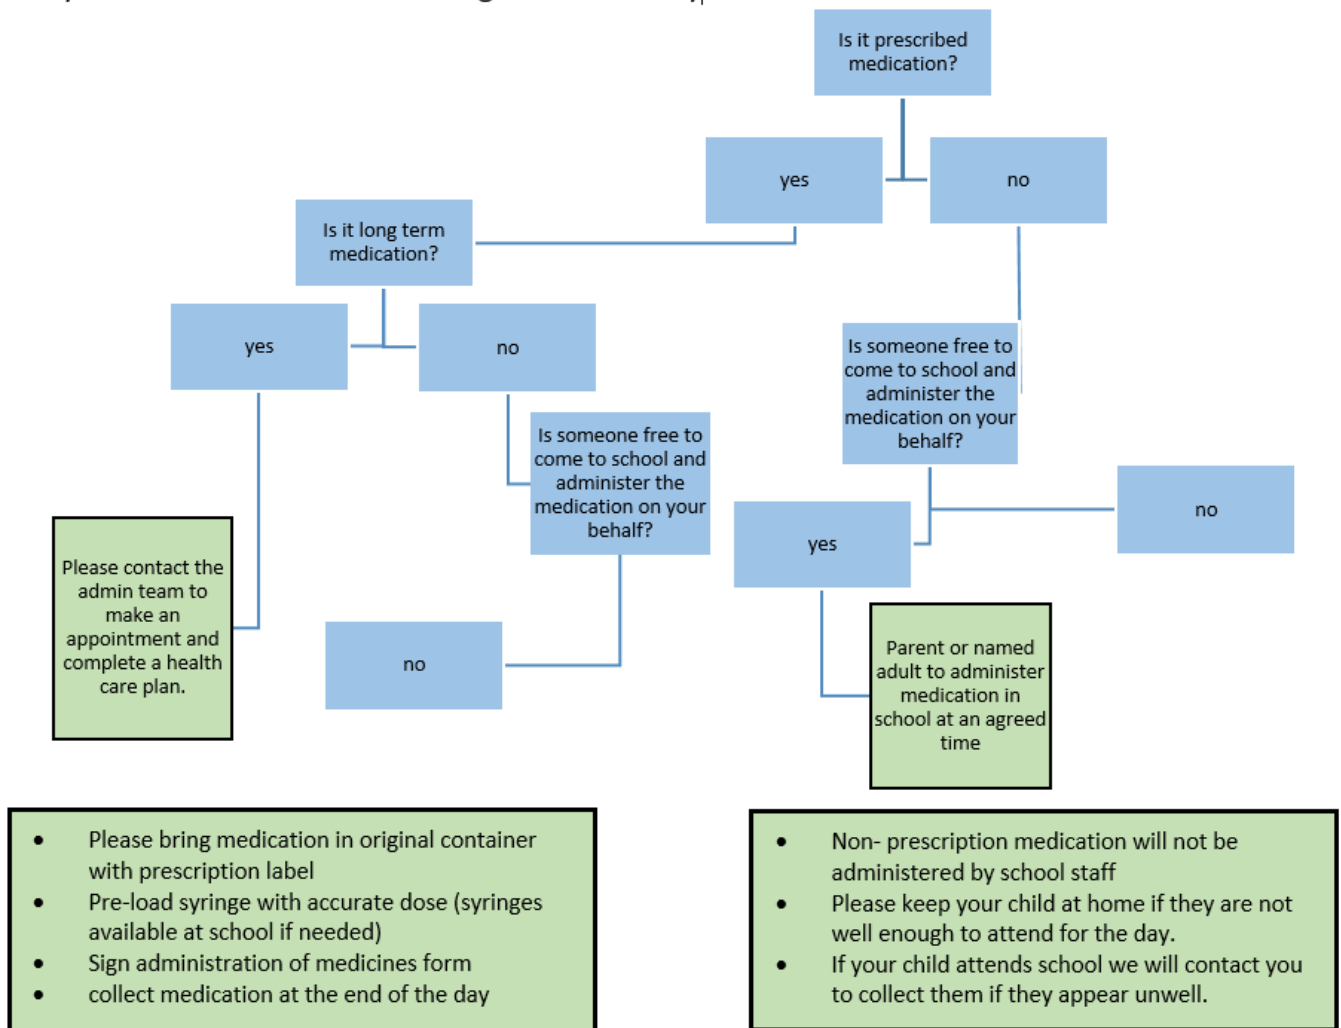 Is it prescribed
medication?
yes
no
Is it long term
medication?
yes
no
Is someone free to
come to school and
administer the
medication on your
behalf?
Is someone free to
come to school and
administer the
medication on your
behalf?
no
yes
no
Please contact the
admin team to
make an
appointment and
complete a health
care plan.
no
Parent or named
adult to administer
medication in
school at an agreed
time
• Please bring medication in original container
with prescription label
• Pre-load syringe with accurate dose (syringes
available at school if needed)
• Sign administration of medicines form
• collect medication at the end of the day
• Non- prescription medication will not be
administered by school staff
• Please keep your child at home if they are not
well enough to attend for the day.
• If your child attends school we will contact you
to collect them if they appear unwell.